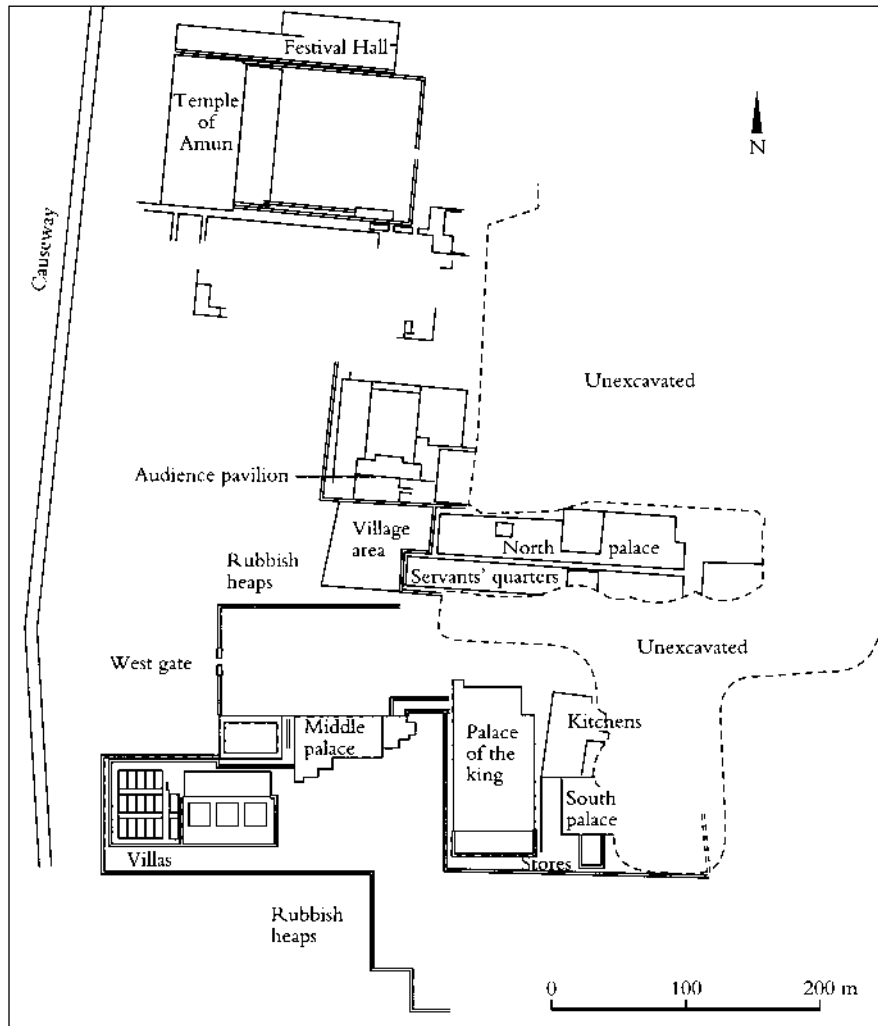 Festival Hall
Temple
of
Amun
N
Causeway
Unexcavated
Audience pavilion
Village
area
North palace
Rubbish
heaps
Servants' quarters
Unexcavated
West gate
Middle
palace
Palace
of the
king
Kitchens
South
palace
Villas
Stores
Rubbish
heaps
0 100 200 m